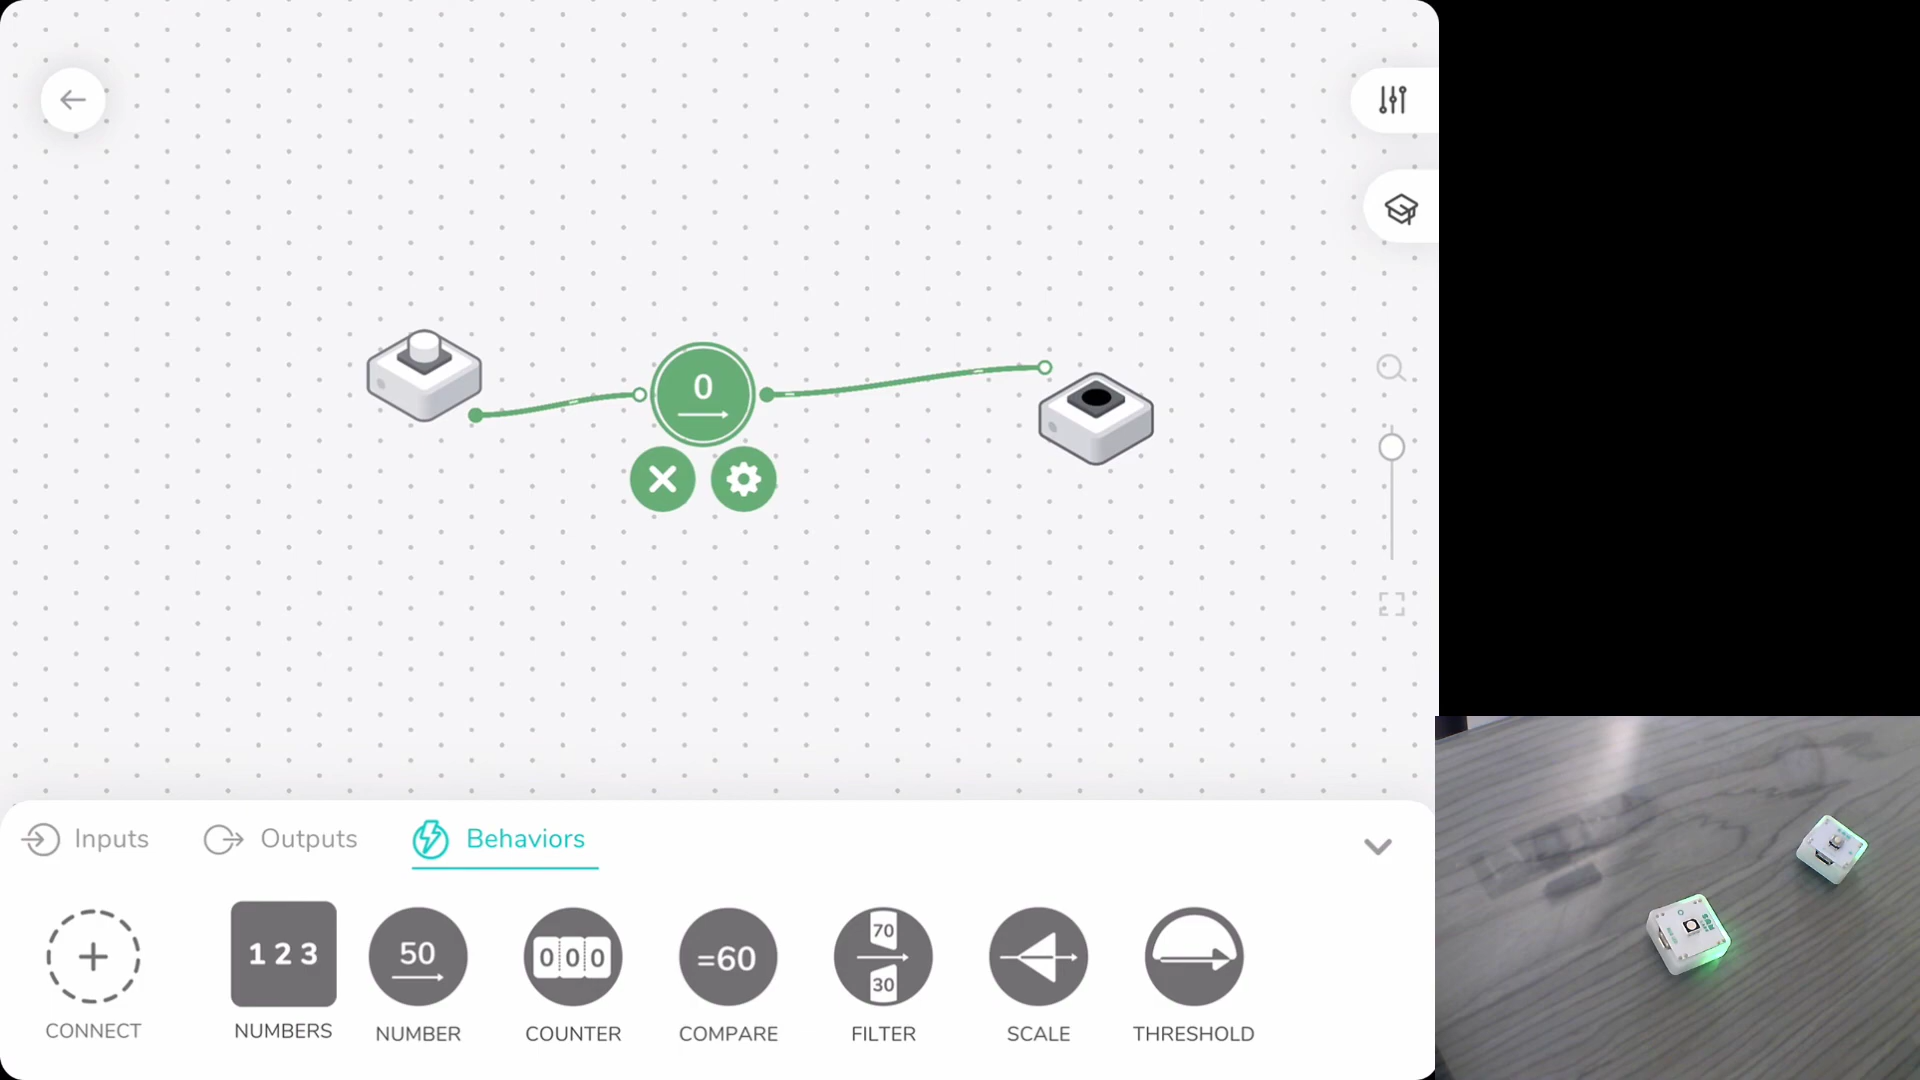 0
Inputs
Outputs
Behaviors
CONNECT
1 2 3
NUMBERS
50
NUMBER
0 0 0
COUNTER
=60
COMPARE
70
30
FILTER
SCALE
THRESHOLD